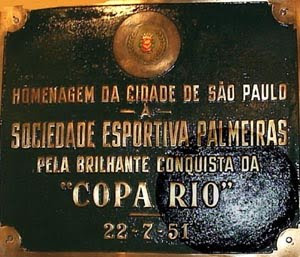 HOMENAGEM DA CIDADE DE SÃO PAULO
À
SOCIEDADE ESPORTIVA PALMEIRAS
PELA BRILHANTE CONQUISTA DA
"COPA RIO"
22-7-51